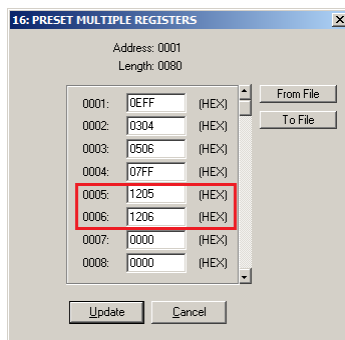 16: PRESET MULTIPLE REGISTERS
Address: 0001
Length: 0080
0001: 0EFF (HEX)
0002: 0304 (HEX)
0003: 0506 (HEX)
0004: 07FF (HEX)
0005: 1205 (HEX)
0006: 1206 (HEX)
0007: 0000 (HEX)
0008: 0000 (HEX)
From File
To File
Update
Cancel